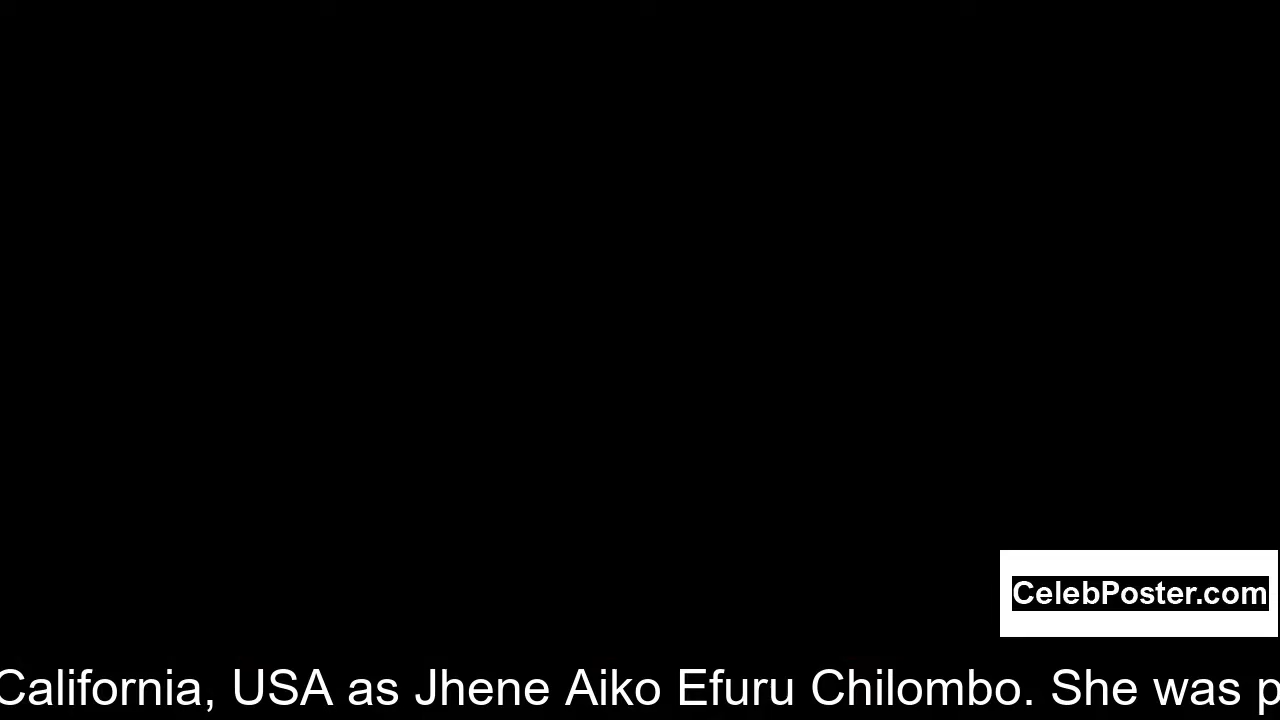 CelebPoster.com
California, USA as Jhene Aiko Efuru Chilombo. She was p